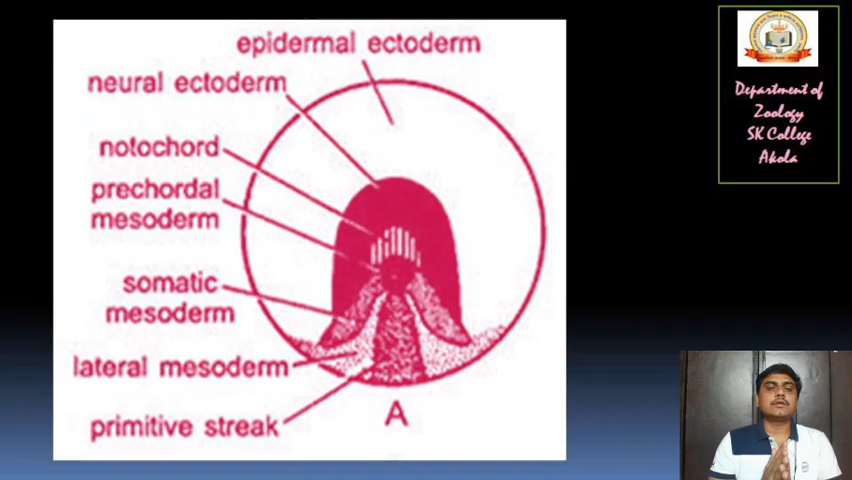 epidermal ectoderm
neural ectoderm
notochord
prechordal
mesoderm
somatic
mesoderm
lateral mesoderm
primitive streak
A
Department of
Zoology
SK College
Akola